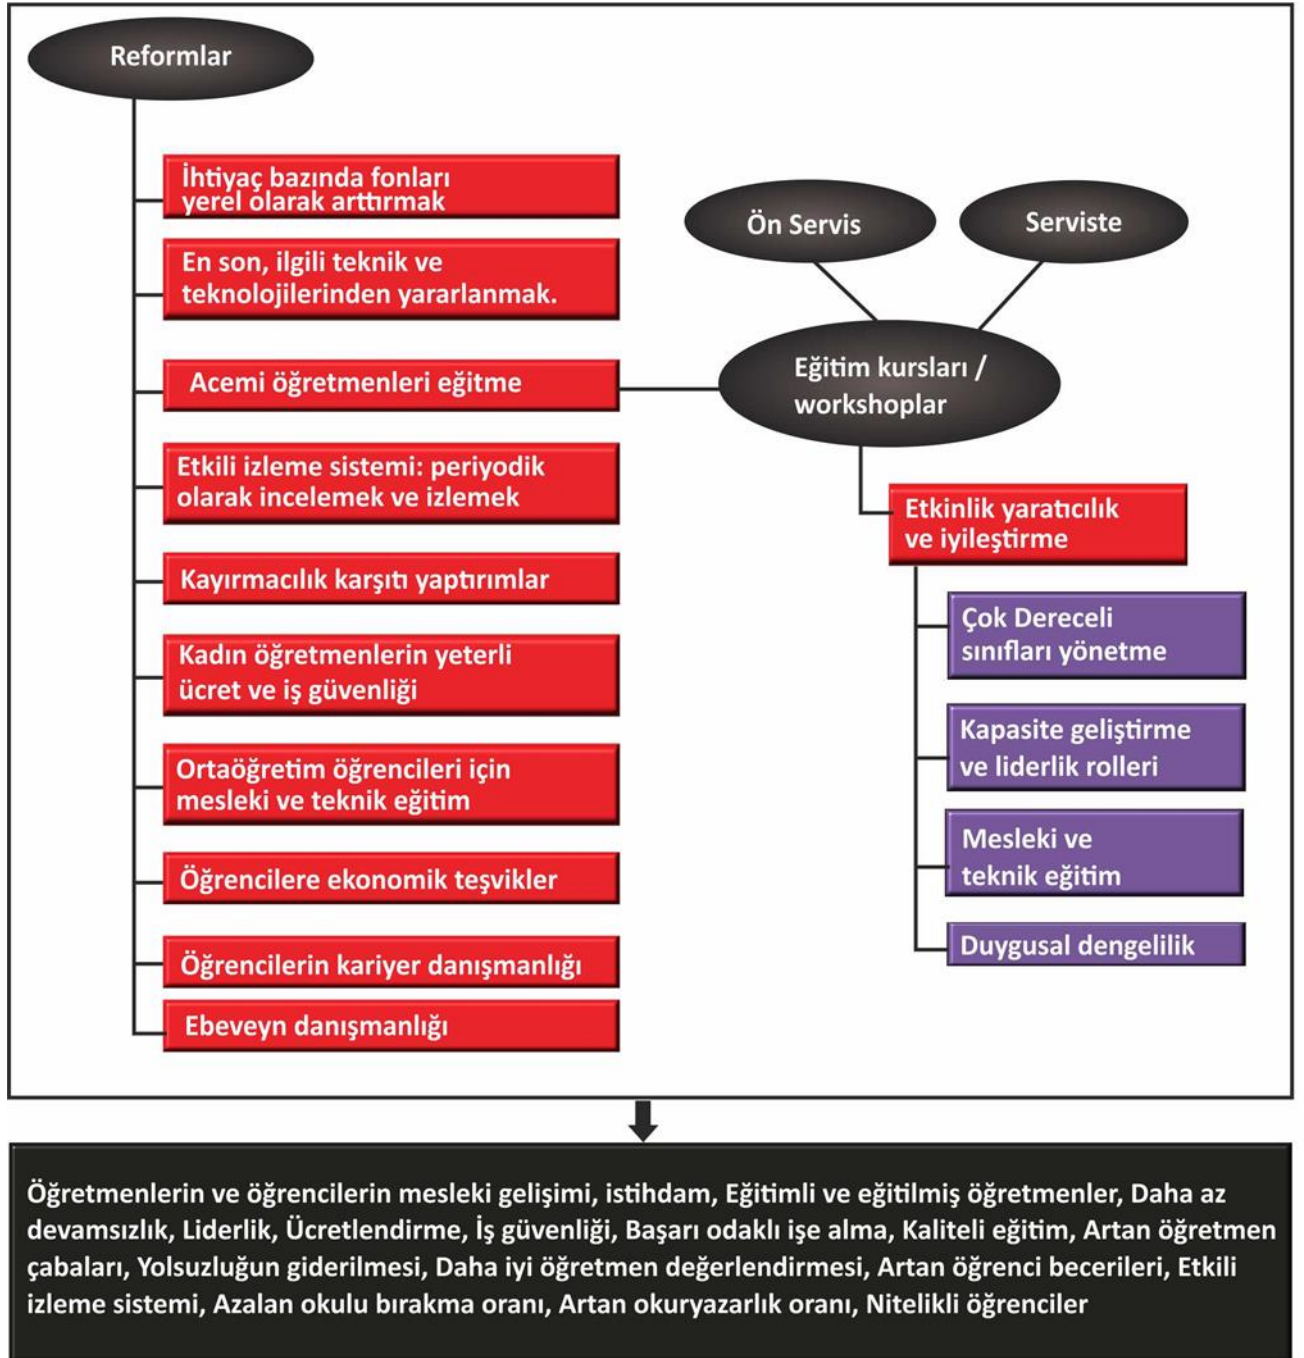 Reformlar
İhtiyaç bazında fonları
yerel olarak arttırmak
En son, ilgili teknik ve
teknolojilerinden yararlanmak.
Acemi öğretmenleri eğitme
Etkili izleme sistemi: periyodik
olarak incelemek ve izlemek
Kayırmacılık karşıtı yaptırımlar
Kadın öğretmenlerin yeterli
ücret ve iş güvenliği
Ortaöğretim öğrencileri için
mesleki ve teknik eğitim
Öğrencilere ekonomik teşvikler
Öğrencilerin kariyer danışmanlığı
Ebeveyn danışmanlığı
Ön Servis
Serviste
Eğitim kursları /
workshoplar
Etkinlik yaratıcılık
ve iyileştirme
Çok Dereceli
sınıfları yönetme
Kapasite geliştirme
ve liderlik rolleri
Mesleki ve
teknik eğitim
Duygusal dengelilik
Öğretmenlerin ve öğrencilerin mesleki gelişimi, istihdam, Eğitimli ve eğitilmiş öğretmenler, Daha az
devamsızlık, Liderlik, Ücretlendirme, İş güvenliği, Başarı odaklı işe alma, Kaliteli eğitim, Artan öğretmen
çabaları, Yolsuzluğun giderilmesi, Daha iyi öğretmen değerlendirmesi, Artan öğrenci becerileri, Etkili
izleme sistemi, Azalan okulu bırakma oranı, Artan okuryazarlık oranı, Nitelikli öğrenciler